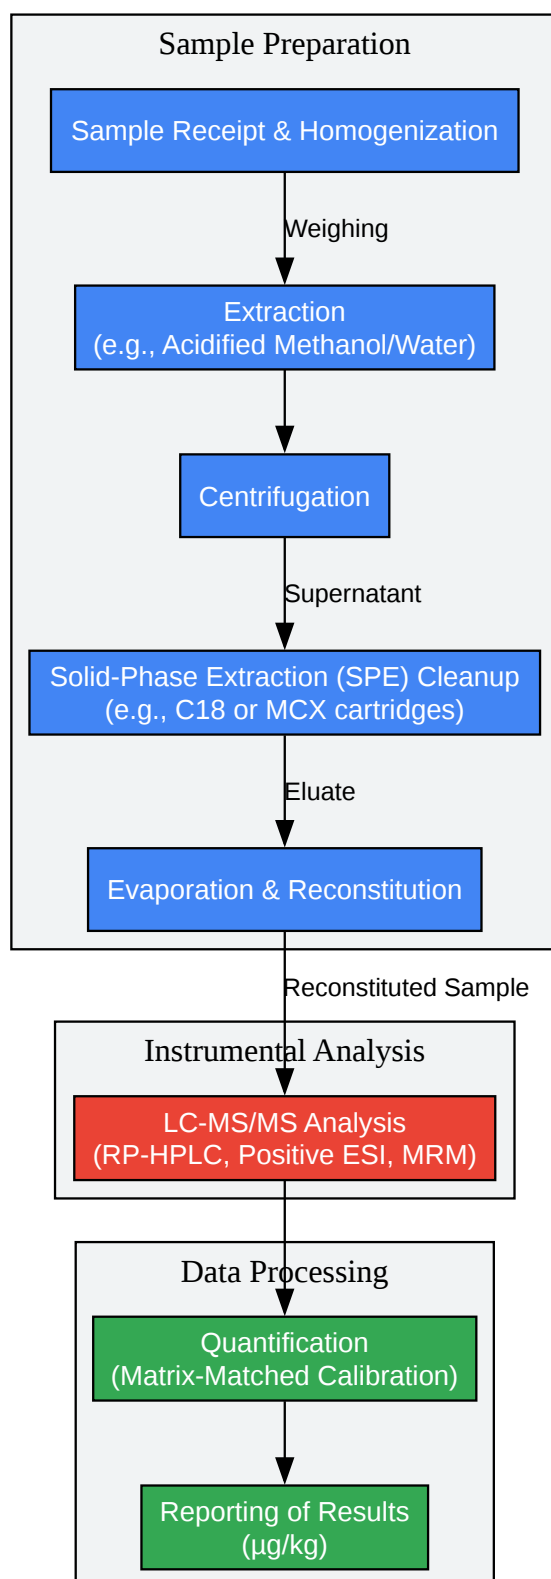 Sample Preparation
Sample Receipt & Homogenization
Weighing
Extraction
(e.g., Acidified Methanol/Water)
Centrifugation
Supernatant
Solid-Phase Extraction (SPE) Cleanup
(e.g., C18 or MCX cartridges)
Eluate
Evaporation & Reconstitution
Reconstituted Sample
Instrumental Analysis
LC-MS/MS Analysis
(RP-HPLC, Positive ESI, MRM)
Data Processing
Quantification
(Matrix-Matched Calibration)
Reporting of Results
(µg/kg)